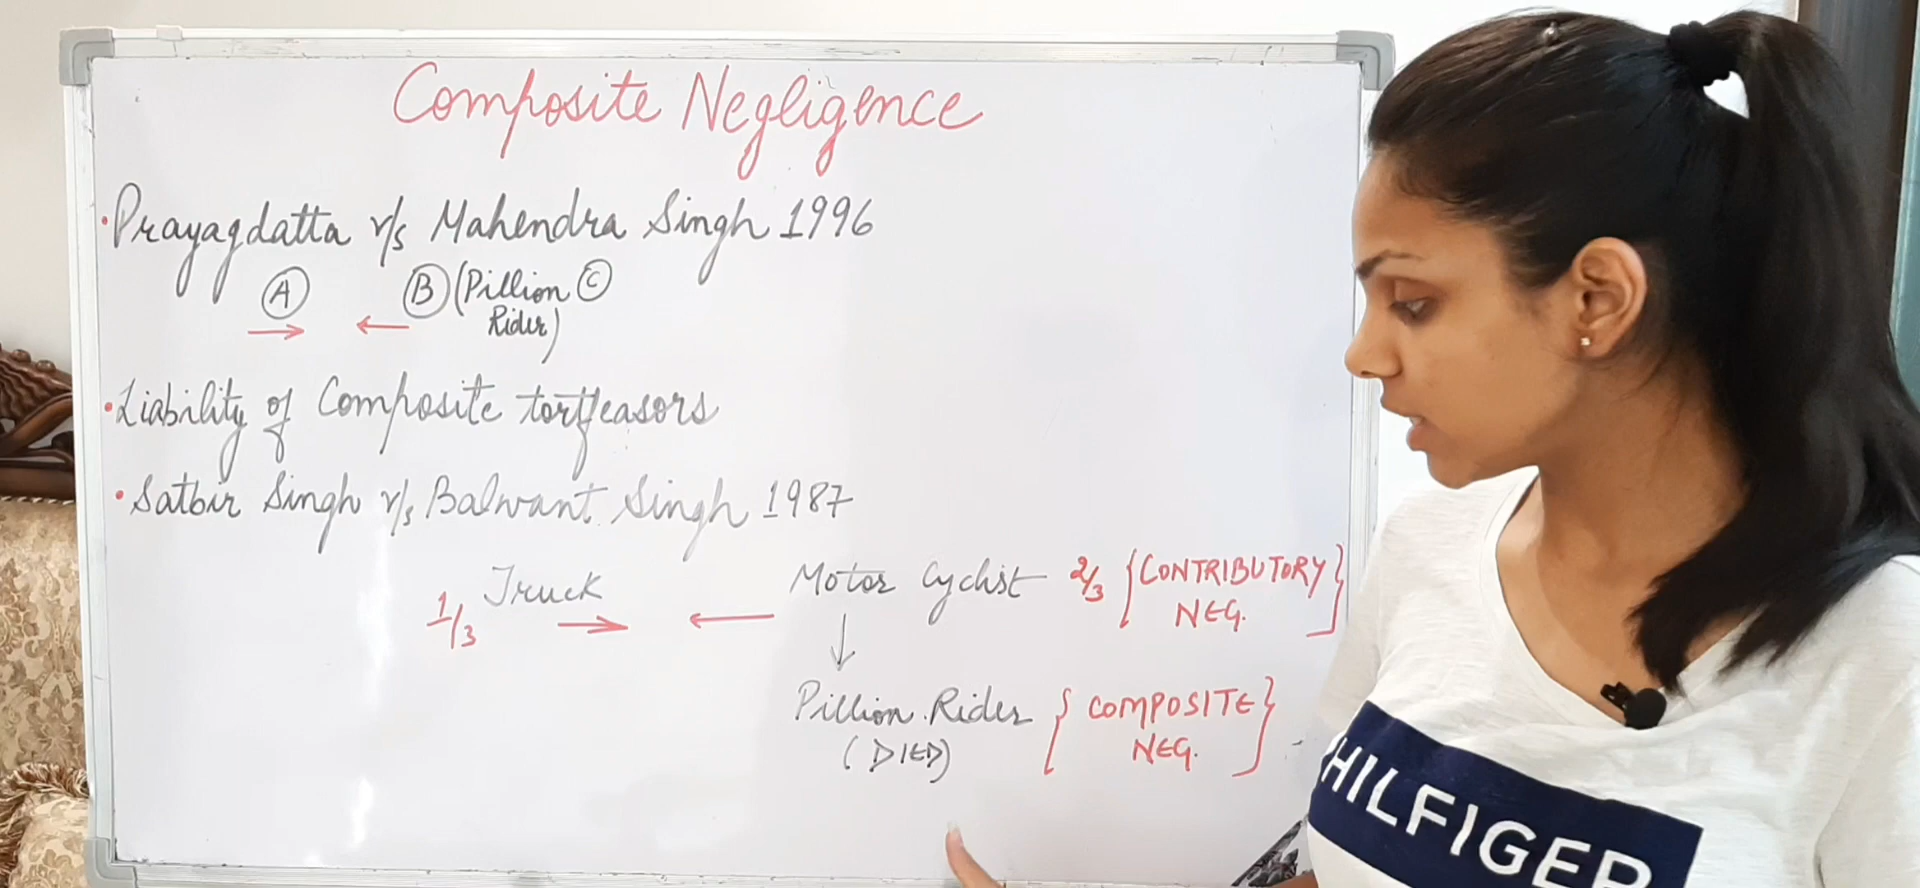 Composite Negligence
• Prayagdatta v/s Mahendra Singh 1996
A B (Pillion C
Rider)
• Liability of Composite tortfeasors
• Satbir Singh v/s Balwant Singh 1987
1/3 Truck Motor Cyclist 2/3 {CONTRIBUTORY
NEG.}
Pillion Rider {COMPOSITE
(DIED) NEG.}
HILFIGER